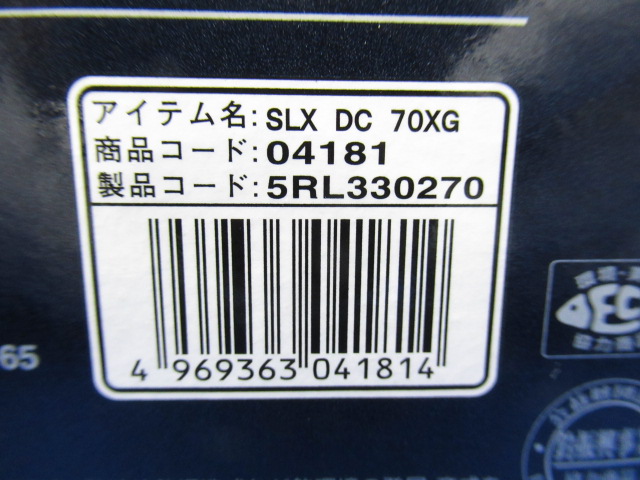 アイテム名: SLX DC 70XG
商品コード: 04181
製品コード: 5RL330270
4 969363 041814
65